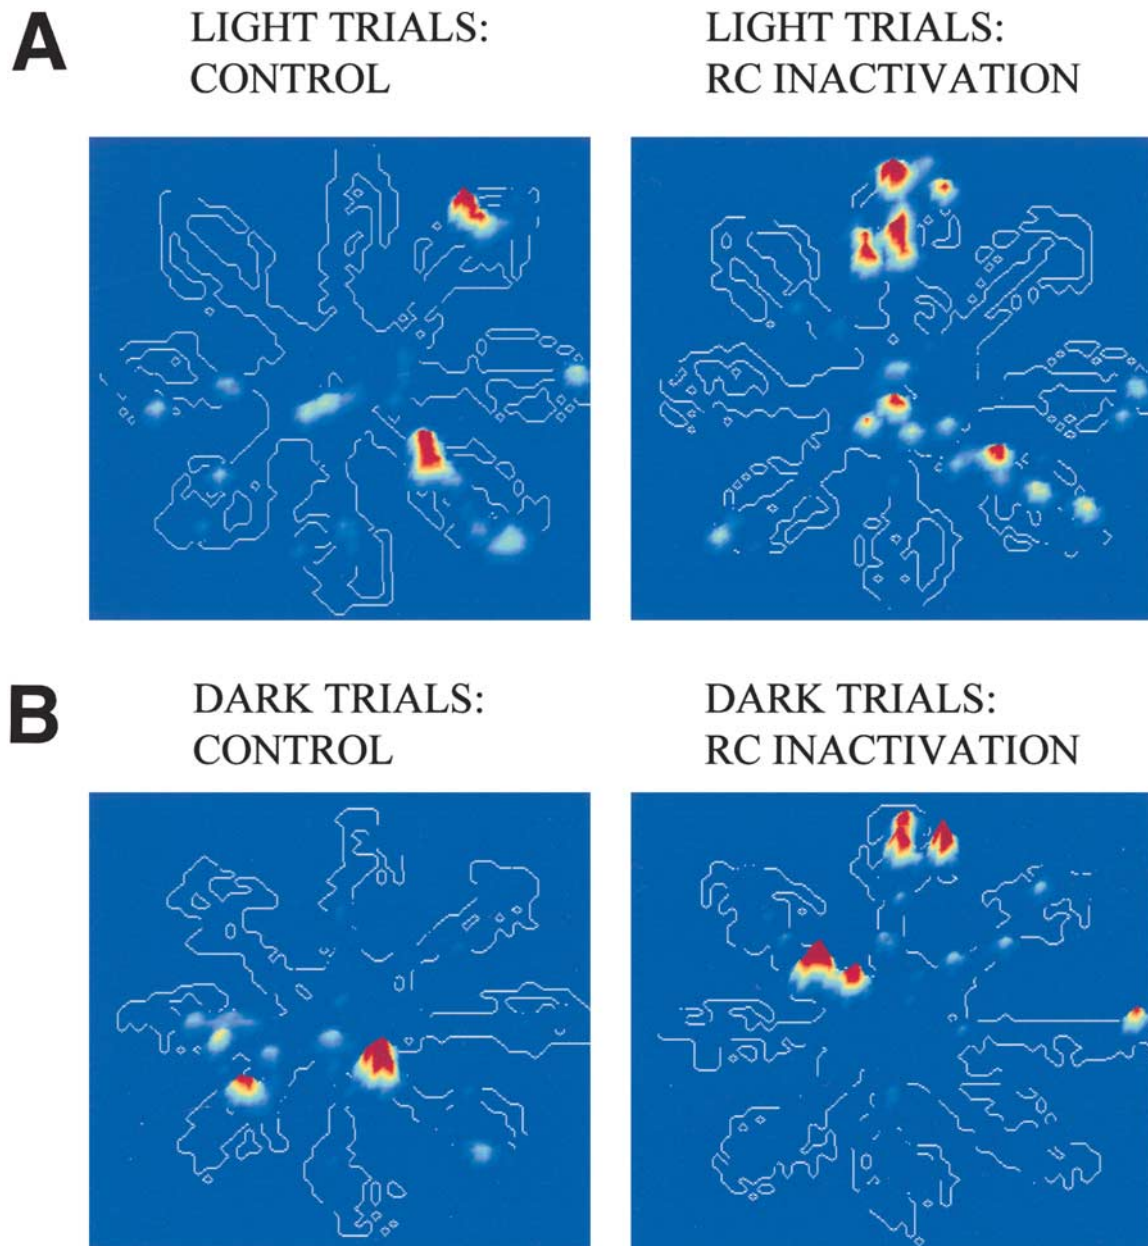 A
LIGHT TRIALS:
CONTROL
LIGHT TRIALS:
RC INACTIVATION
B
DARK TRIALS:
CONTROL
DARK TRIALS:
RC INACTIVATION